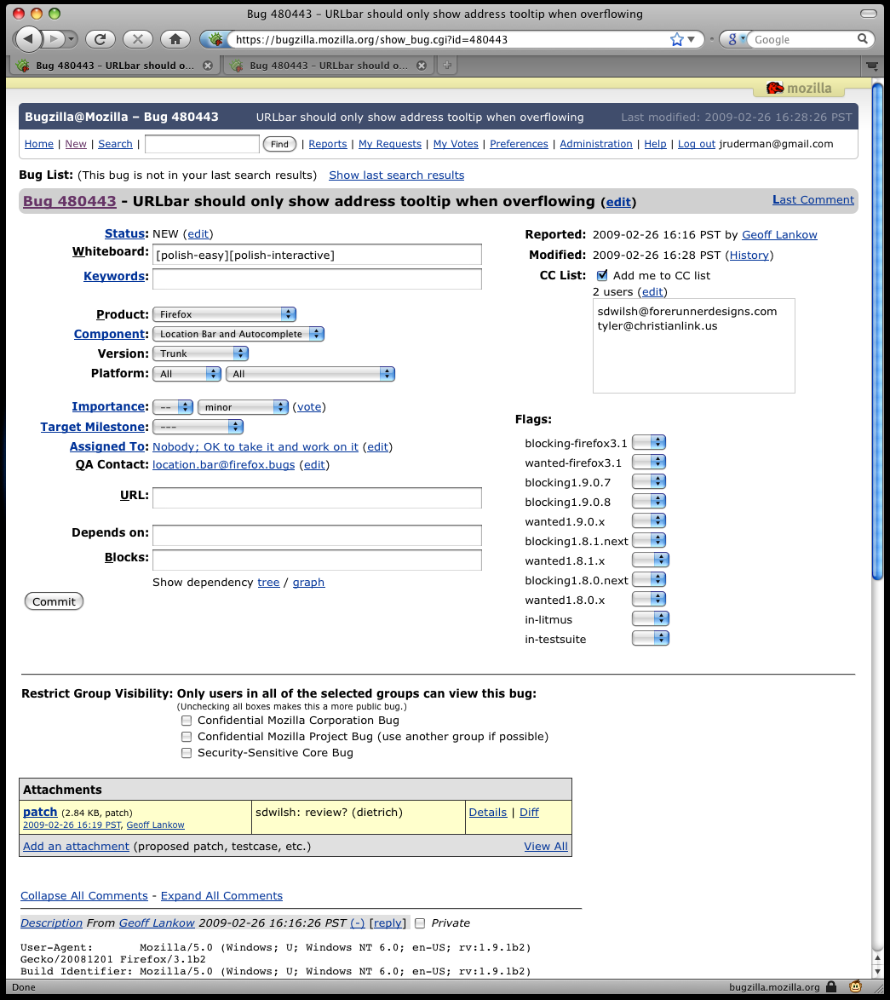 Bug 480443 – URLbar should only show address tooltip when overflowing
https://bugzilla.mozilla.org/show_bug.cgi?id=480443
Google
Bug 480443 – URLbar should o...
Bug 480443 – URLbar should o...
mozilla
Bugzilla@Mozilla – Bug 480443 URLbar should only show address tooltip when overflowing Last modified: 2009-02-26 16:28:26 PST
Home | New | Search | Find | Reports | My Requests | My Votes | Preferences | Administration | Help | Log out jruderman@gmail.com
Bug List: (This bug is not in your last search results) Show last search results
Bug 480443 - URLbar should only show address tooltip when overflowing (edit) Last Comment
Status: NEW (edit)
Whiteboard: [polish-easy][polish-interactive]
Keywords:
Product: Firefox
Component: Location Bar and Autocomplete
Version: Trunk
Platform: All All
Importance: -- minor (vote)
Target Milestone: ---
Assigned To: Nobody; OK to take it and work on it (edit)
QA Contact: location.bar@firefox.bugs (edit)
URL:
Depends on:
Blocks:
Show dependency tree / graph
Commit
Reported: 2009-02-26 16:16 PST by Geoff Lankow
Modified: 2009-02-26 16:28 PST (History)
CC List: Add me to CC list
2 users (edit)
sdwilsh@forerunnerdesigns.com
tyler@christianlink.us
Flags:
blocking-firefox3.1
wanted-firefox3.1
blocking1.9.0.7
blocking1.9.0.8
wanted1.9.0.x
blocking1.8.1.next
wanted1.8.1.x
blocking1.8.0.next
wanted1.8.0.x
in-litmus
in-testsuite
Restrict Group Visibility: Only users in all of the selected groups can view this bug:
(Unchecking all boxes makes this a more public bug.)
Confidential Mozilla Corporation Bug
Confidential Mozilla Project Bug (use another group if possible)
Security-Sensitive Core Bug
Attachments
patch (2.84 KB, patch) sdwilsh: review? (dietrich) Details | Diff
2009-02-26 16:19 PST, Geoff Lankow
Add an attachment (proposed patch, testcase, etc.) View All
Collapse All Comments - Expand All Comments
Description From Geoff Lankow 2009-02-26 16:16:26 PST (-) [reply] Private
User-Agent: Mozilla/5.0 (Windows; U; Windows NT 6.0; en-US; rv:1.9.1b2)
Gecko/20081201 Firefox/3.1b2
Build Identifier: Mozilla/5.0 (Windows; U; Windows NT 6.0; en-US; rv:1.9.1b2)
Done bugzilla.mozilla.org